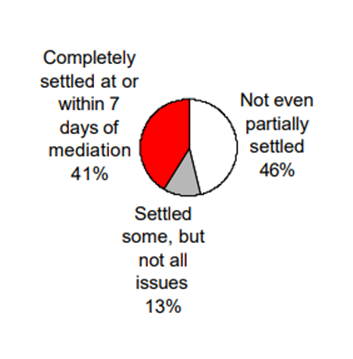 Completely
settled at or
within 7
days of
mediation
41%
Not even
partially
settled
46%
Settled
some, but
not all
issues
13%